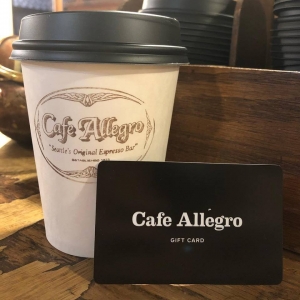 Cafe Allegro
"Seattle's Original Espresso Bar"
Cafe Allegro
GIFT CARD